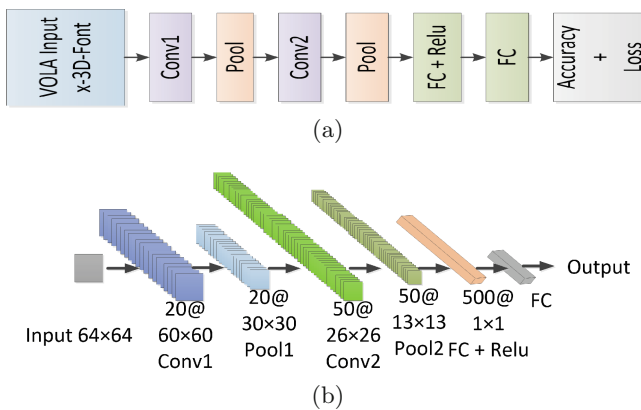 VOLA Input
x-3D-Font
Conv1
Pool
Conv2
Pool
FC + Relu
FC
Accuracy
+
Loss
(a)
Input 64×64
20@
60×60
Conv1
20@
30×30
Pool1
50@
26×26
Conv2
50@
13×13
Pool2
500@
1×1
FC + Relu
FC
Output
(b)